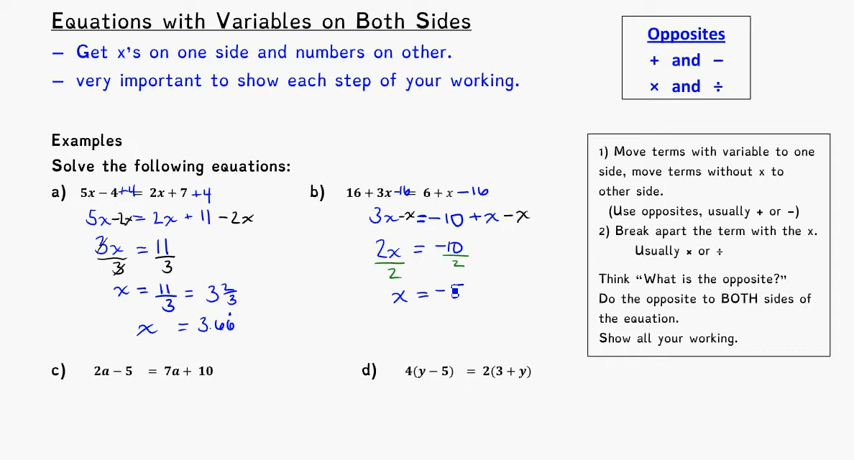 Equations with Variables on Both Sides
– Get x's on one side and numbers on other.
– very important to show each step of your working.
Opposites
+ and –
× and ÷
Examples
Solve the following equations:
a) 5x − 4 +4 = 2x + 7 +4
5x -2x = 2x + 11 - 2x
3x/3 = 11/3
x = 11/3 = 3 2/3
x = 3.66̇
b) 16 + 3x -16 = 6 + x -16
3x -x = -10 + x - x
2x/2 = -10/2
x = -5
c) 2a − 5 = 7a + 10
d) 4(y − 5) = 2(3 + y)
1) Move terms with variable to one
side, move terms without x to
other side.
(Use opposites, usually + or –)
2) Break apart the term with the x.
Usually × or ÷
Think "What is the opposite?"
Do the opposite to BOTH sides of
the equation.
Show all your working.